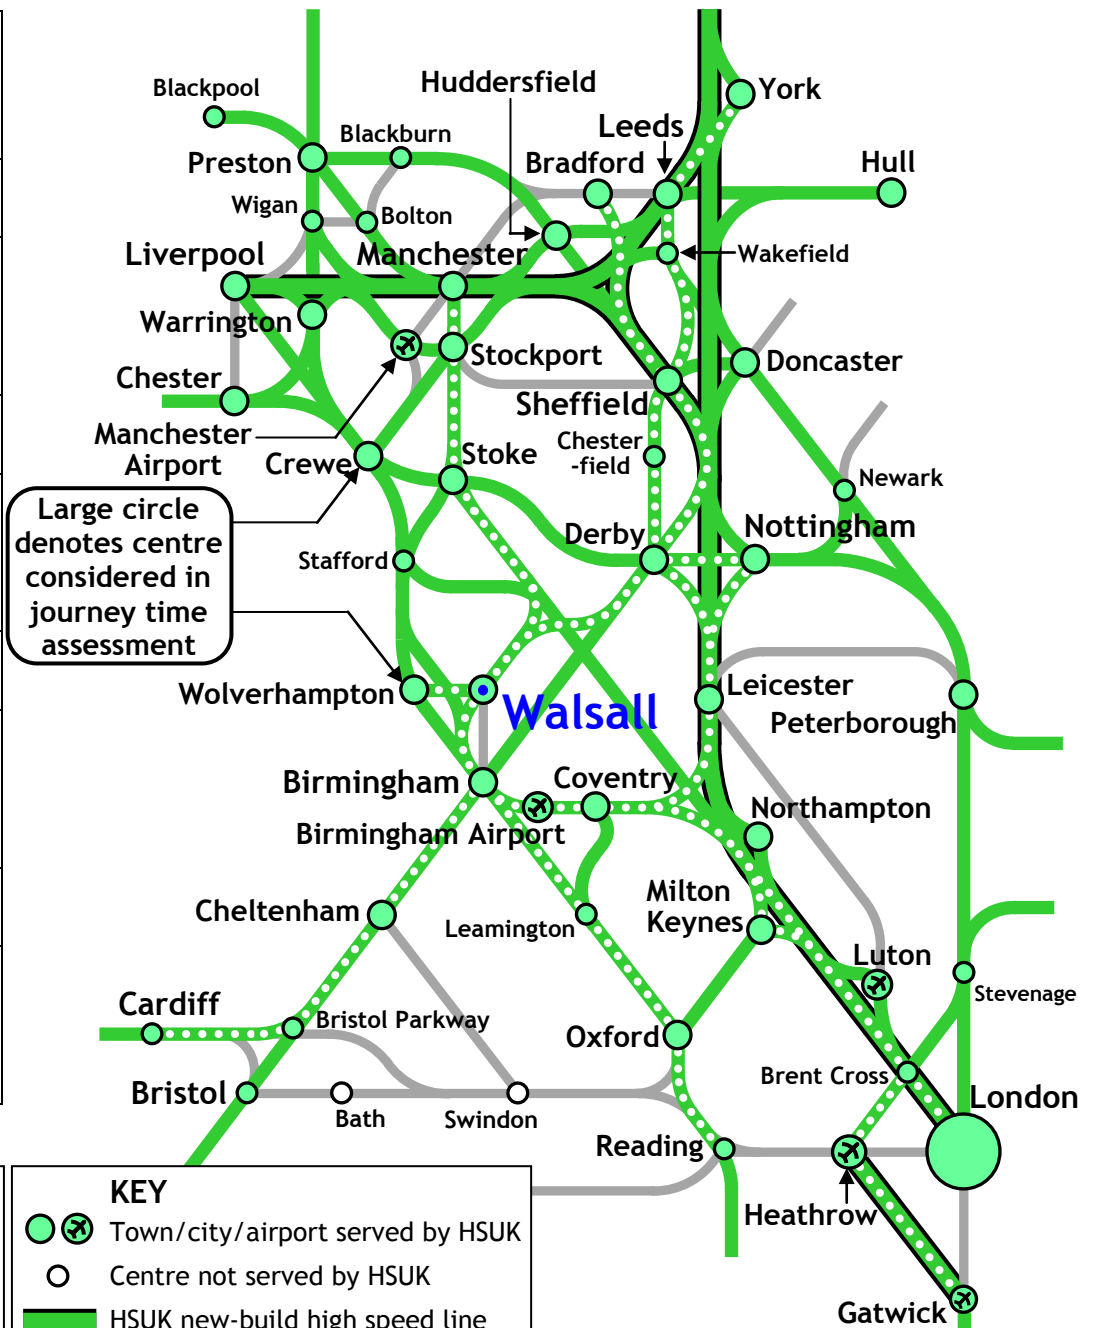 Blackpool
Huddersfield
York
Leeds
Blackburn
Preston
Bradford
Hull
Wigan
Bolton
Liverpool
Manchester
Wakefield
Warrington
Stockport
Doncaster
Chester
Sheffield
Manchester
Airport
Chester
-field
Crewe
Stoke
Newark
Large circle
denotes centre
considered in
journey time
assessment
Derby
Nottingham
Stafford
Wolverhampton
Walsall
Leicester
Peterborough
Birmingham
Coventry
Northampton
Birmingham Airport
Milton
Keynes
Cheltenham
Leamington
Luton
Stevenage
Cardiff
Bristol Parkway
Oxford
Brent Cross
London
Bristol
Bath
Swindon
Reading
Heathrow
Gatwick
KEY
Town/city/airport served by HSUK
Centre not served by HSUK
HSUK new-build high speed line